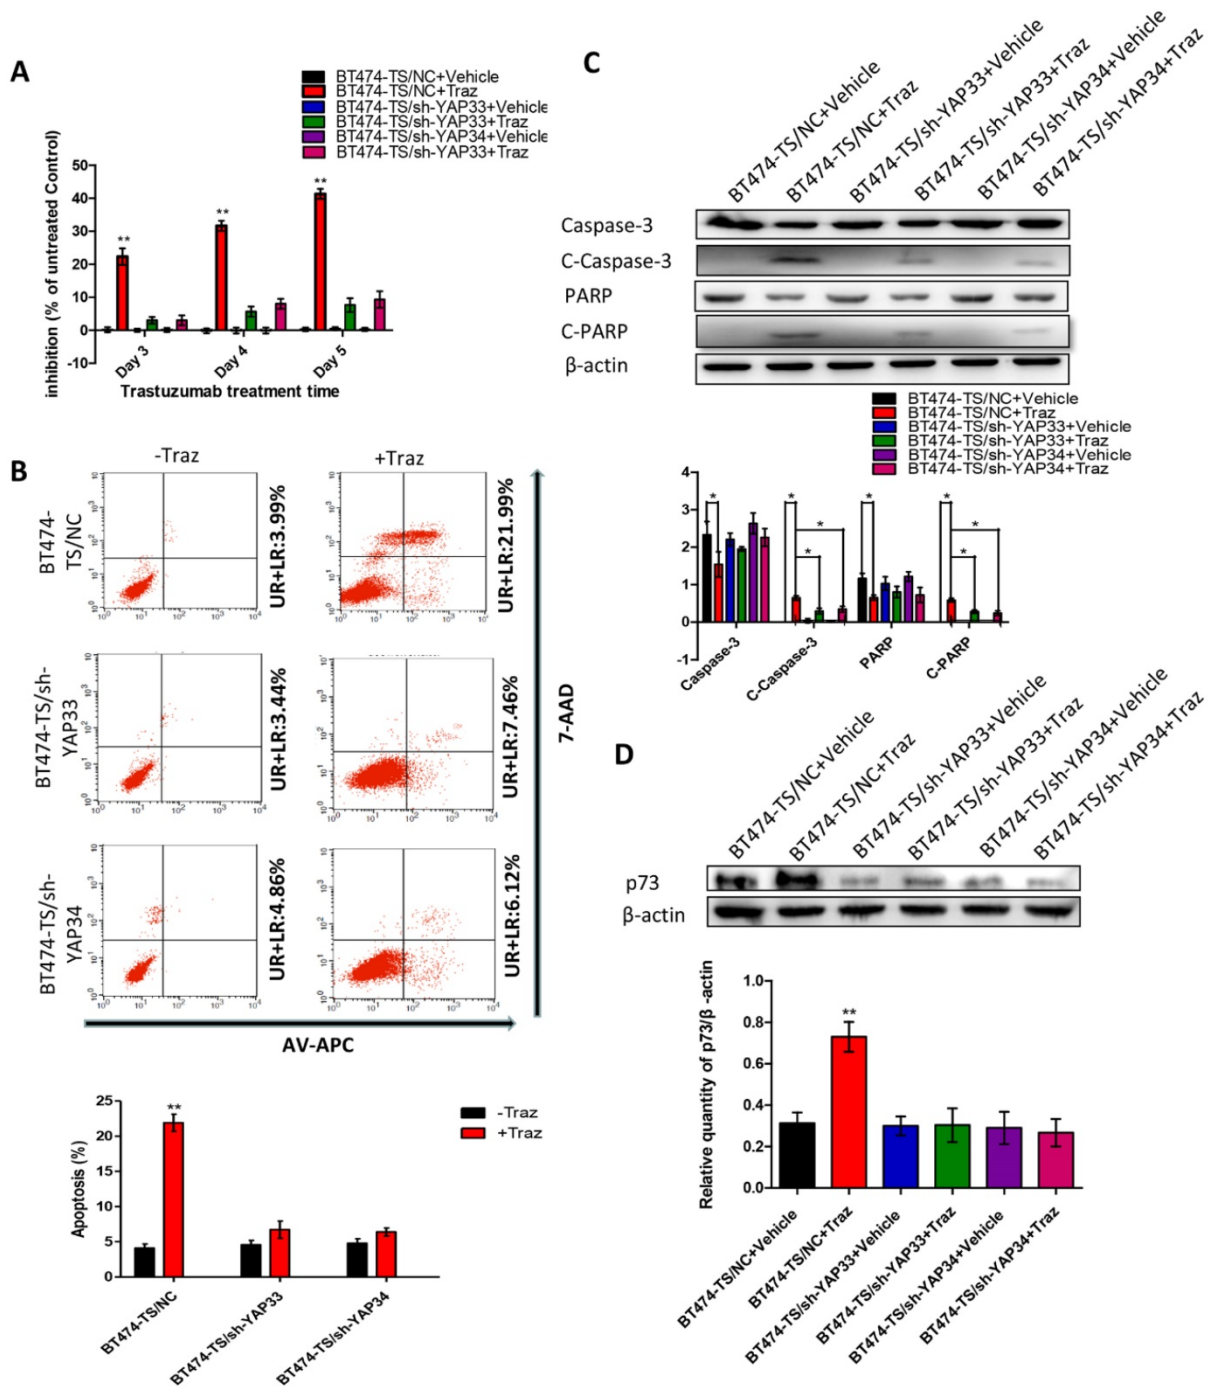 A
BT474-TS/NC+Vehicle
BT474-TS/NC+Traz
BT474-TS/sh-YAP33+Vehicle
BT474-TS/sh-YAP33+Traz
BT474-TS/sh-YAP34+Vehicle
BT474-TS/sh-YAP33+Traz
inhibition (% of untreated Control)
50
40
30
20
10
0
-10
**
**
**
Day 3
Day 4
Day 5
Trastuzumab treatment time
B
-Traz
+Traz
BT474-
TS/NC
UR+LR:3.99%
UR+LR:21.99%
BT474-TS/sh-
YAP33
UR+LR:3.44%
UR+LR:7.46%
BT474-TS/sh-
YAP34
UR+LR:4.86%
UR+LR:6.12%
7-AAD
AV-APC
Apoptosis (%)
25
20
15
10
5
0
**
-Traz
+Traz
BT474-TS/NC
BT474-TS/sh-YAP33
BT474-TS/sh-YAP34
C
BT474-TS/NC+Vehicle
BT474-TS/NC+Traz
BT474-TS/sh-YAP33+Vehicle
BT474-TS/sh-YAP33+Traz
BT474-TS/sh-YAP34+Vehicle
BT474-TS/sh-YAP34+Traz
Caspase-3
C-Caspase-3
PARP
C-PARP
β-actin
BT474-TS/NC+Vehicle
BT474-TS/NC+Traz
BT474-TS/sh-YAP33+Vehicle
BT474-TS/sh-YAP33+Traz
BT474-TS/sh-YAP34+Vehicle
BT474-TS/sh-YAP34+Traz
4
3
2
1
0
-1
* * * * * * * *
Caspase-3
C-Caspase-3
PARP
C-PARP
D
BT474-TS/NC+Vehicle
BT474-TS/NC+Traz
BT474-TS/sh-YAP33+Vehicle
BT474-TS/sh-YAP33+Traz
BT474-TS/sh-YAP34+Vehicle
BT474-TS/sh-YAP34+Traz
p73
β-actin
Relative quantity of p73/β -actin
1.0
0.8
0.6
0.4
0.2
0.0
**
BT474-TS/NC+Vehicle
BT474-TS/NC+Traz
BT474-TS/sh-YAP33+Vehicle
BT474-TS/sh-YAP33+Traz
BT474-TS/sh-YAP34+Vehicle
BT474-TS/sh-YAP34+Traz